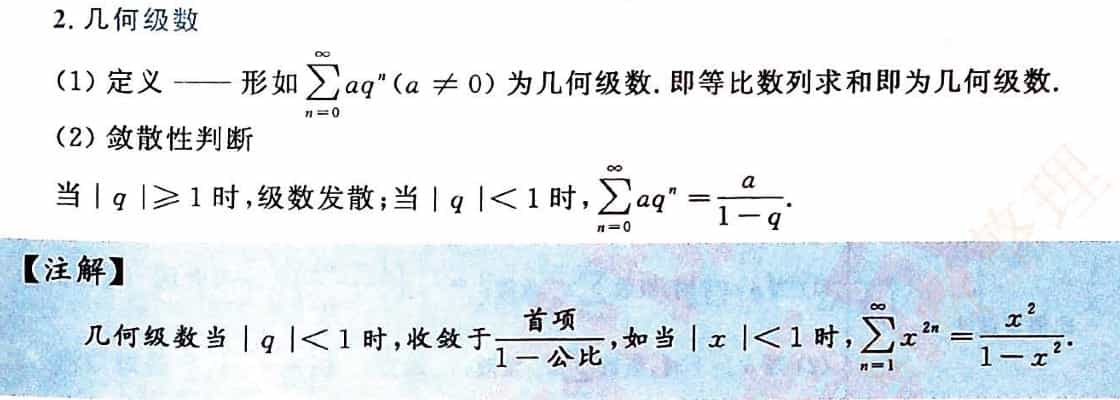 2. 几何级数
(1) 定义 —— 形如 $\sum_{n=0}^{\infty} aq^n (a \neq 0)$ 为几何级数. 即等比数列求和即为几何级数.
(2) 敛散性判断
当 $|q| \geqslant 1$ 时,级数发散;当 $|q| < 1$ 时, $\sum_{n=0}^{\infty} aq^n = \frac{a}{1-q}$.
【注解】
几何级数当 $|q| < 1$ 时,收敛于 $\frac{首项}{1-公比}$,如当 $|x| < 1$ 时, $\sum_{n=1}^{\infty} x^{2n} = \frac{x^2}{1-x^2}$.